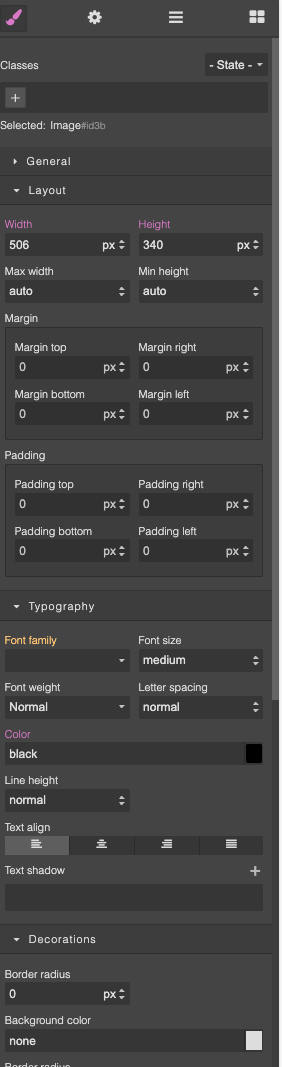 Classes - State -
+
Selected: Image#id3b
General
Layout
Width Height
506 px 340 px
Max width Min height
auto auto
Margin
Margin top Margin right
0 px 0 px
Margin bottom Margin left
0 px 0 px
Padding
Padding top Padding right
0 px 0 px
Padding bottom Padding left
0 px 0 px
Typography
Font family Font size
medium
Font weight Letter spacing
Normal normal
Color
black
Line height
normal
Text align
Text shadow +
Decorations
Border radius
0 px
Background color
none
Border radius